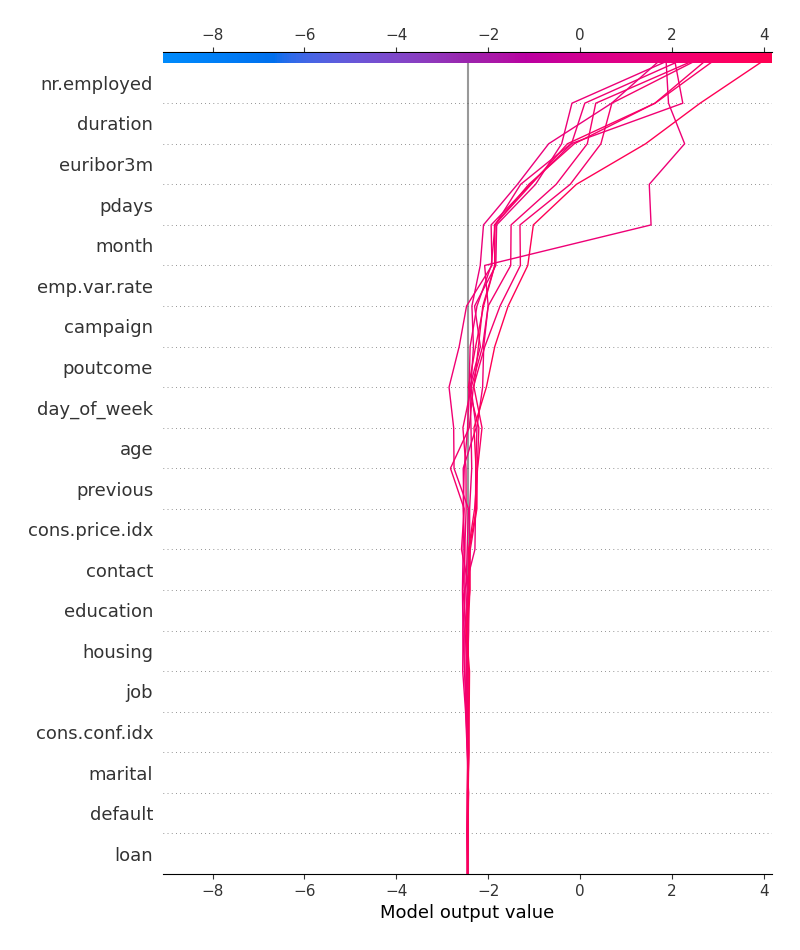 −8 −6 −4 −2 0 2 4
nr.employed
duration
euribor3m
pdays
month
emp.var.rate
campaign
poutcome
day_of_week
age
previous
cons.price.idx
contact
education
housing
job
cons.conf.idx
marital
default
loan
−8 −6 −4 −2 0 2 4
Model output value